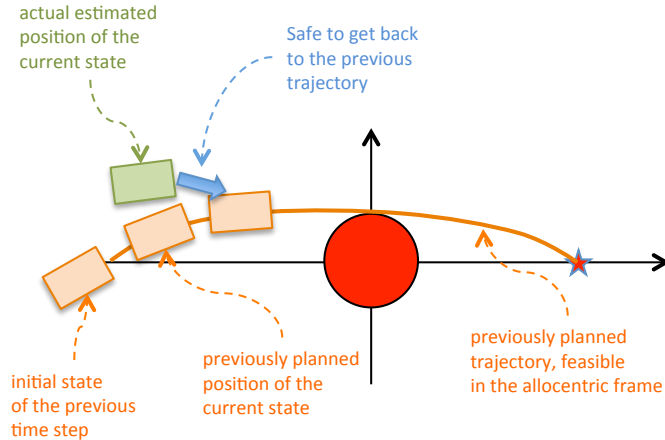 actual estimated
position of the
current state
Safe to get back
to the previous
trajectory
initial state
of the previous
time step
previously planned
position of the
current state
previously planned
trajectory, feasible
in the allocentric frame